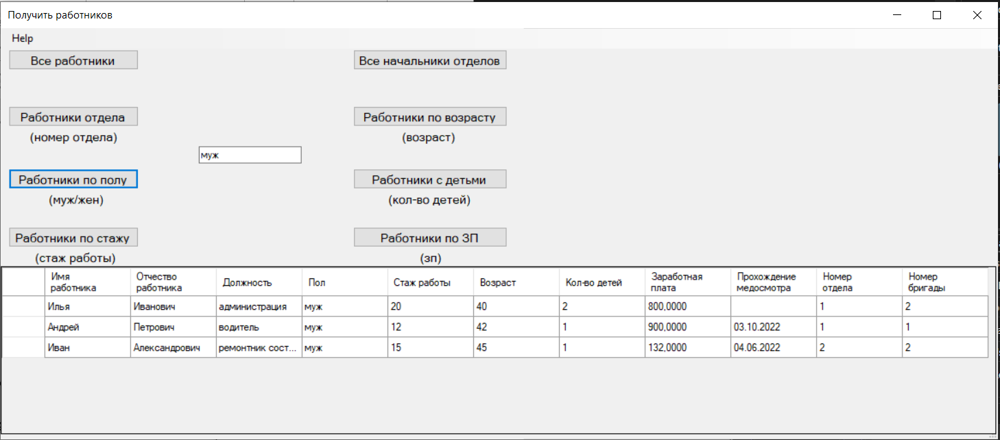 Получить работников
Help
Все работники
Все начальники отделов
Работники отдела
Работники по возрасту
(номер отдела)
(возраст)
муж
Работники по полу
Работники с детьми
(муж/жен)
(кол-во детей)
Работники по стажу
Работники по ЗП
(стаж работы)
(зп)
Имя работника Отчество работника Должность Пол Стаж работы Возраст Кол-во детей Заработная плата Прохождение медосмотра Номер отдела Номер бригады
Илья Иванович администрация муж 20 40 2 800,0000 1 2
Андрей Петрович водитель муж 12 42 1 900,0000 03.10.2022 1 1
Иван Александрович ремонтник сост... муж 15 45 1 132,0000 04.06.2022 2 2